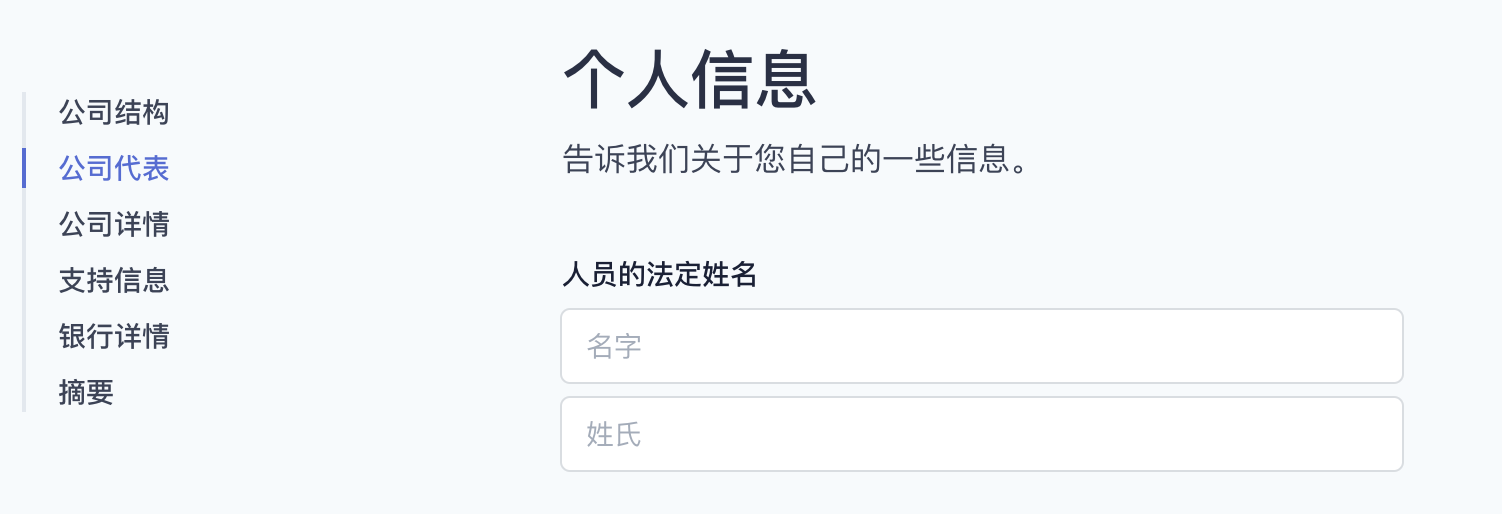 公司结构
公司代表
公司详情
支持信息
银行详情
摘要
个人信息
告诉我们关于您自己的一些信息。
人员的法定姓名
名字
姓氏